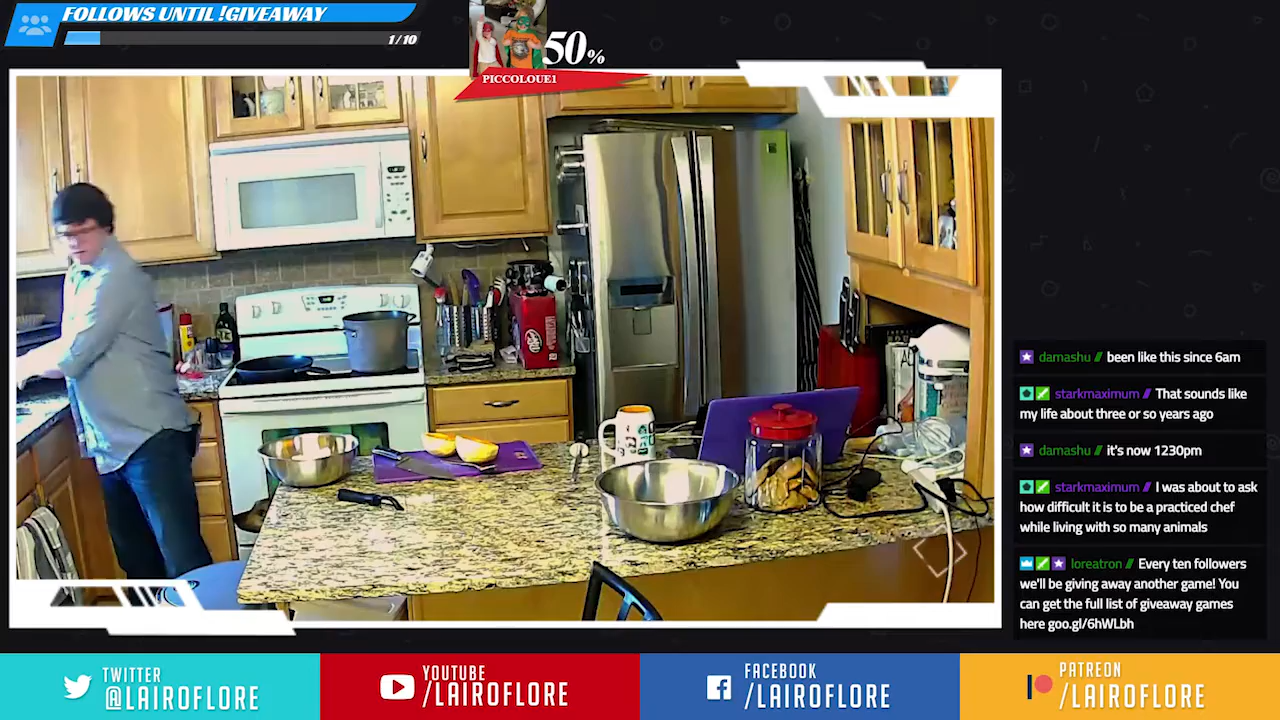 FOLLOWS UNTIL !GIVEAWAY
1/10
50%
PICCOLOUE1
damashu // been like this since 6am
starkmaximum // That sounds like
my life about three or so years
ago
damashu // it's now 1230pm
starkmaximum // I was about to ask
how difficult it is to be a practiced chef
while living with so many animals
loreatron // Every ten followers
we'll be giving away another game! You
can get the full list of giveaway games
here goo.gl/6hWLbh
TWITTER
@LAIROFLORE
YOUTUBE
/LAIROFLORE
FACEBOOK
/LAIROFLORE
PATREON
/LAIROFLORE